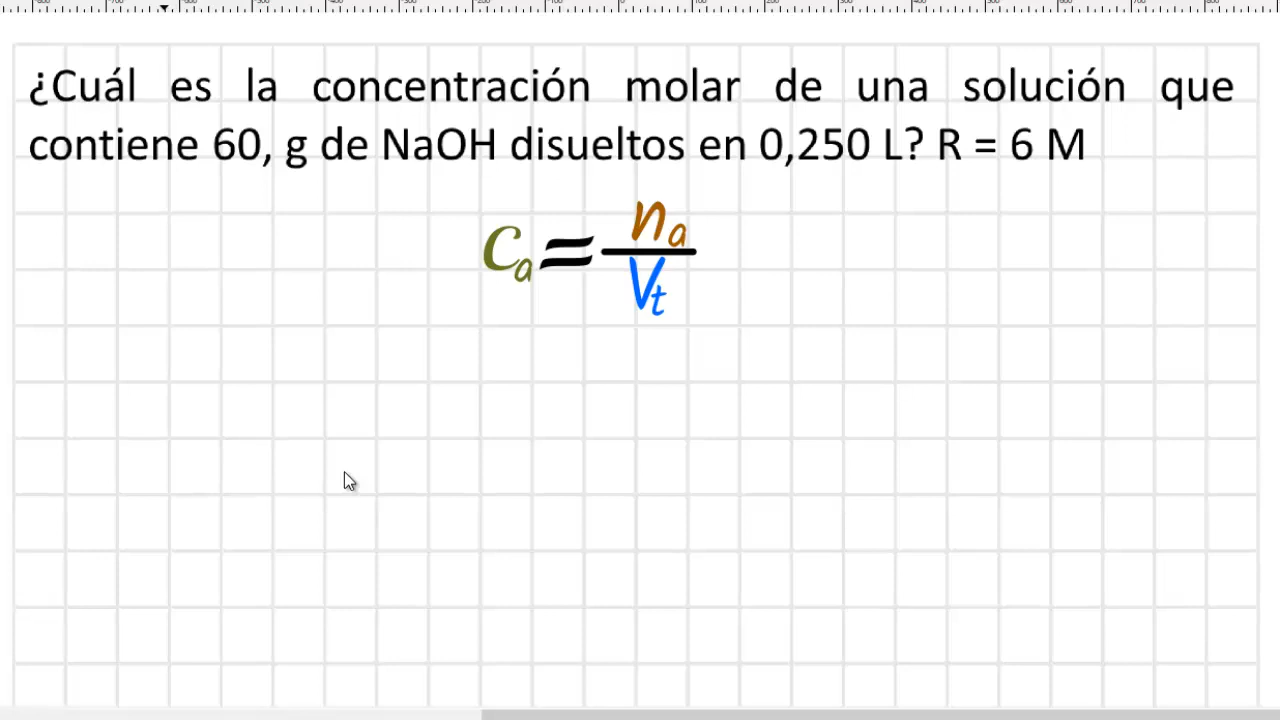 ¿Cuál es la concentración molar de una solución que
contiene 60, g de NaOH disueltos en 0,250 L? R = 6 M
cₐ = nₐ
Vₜ